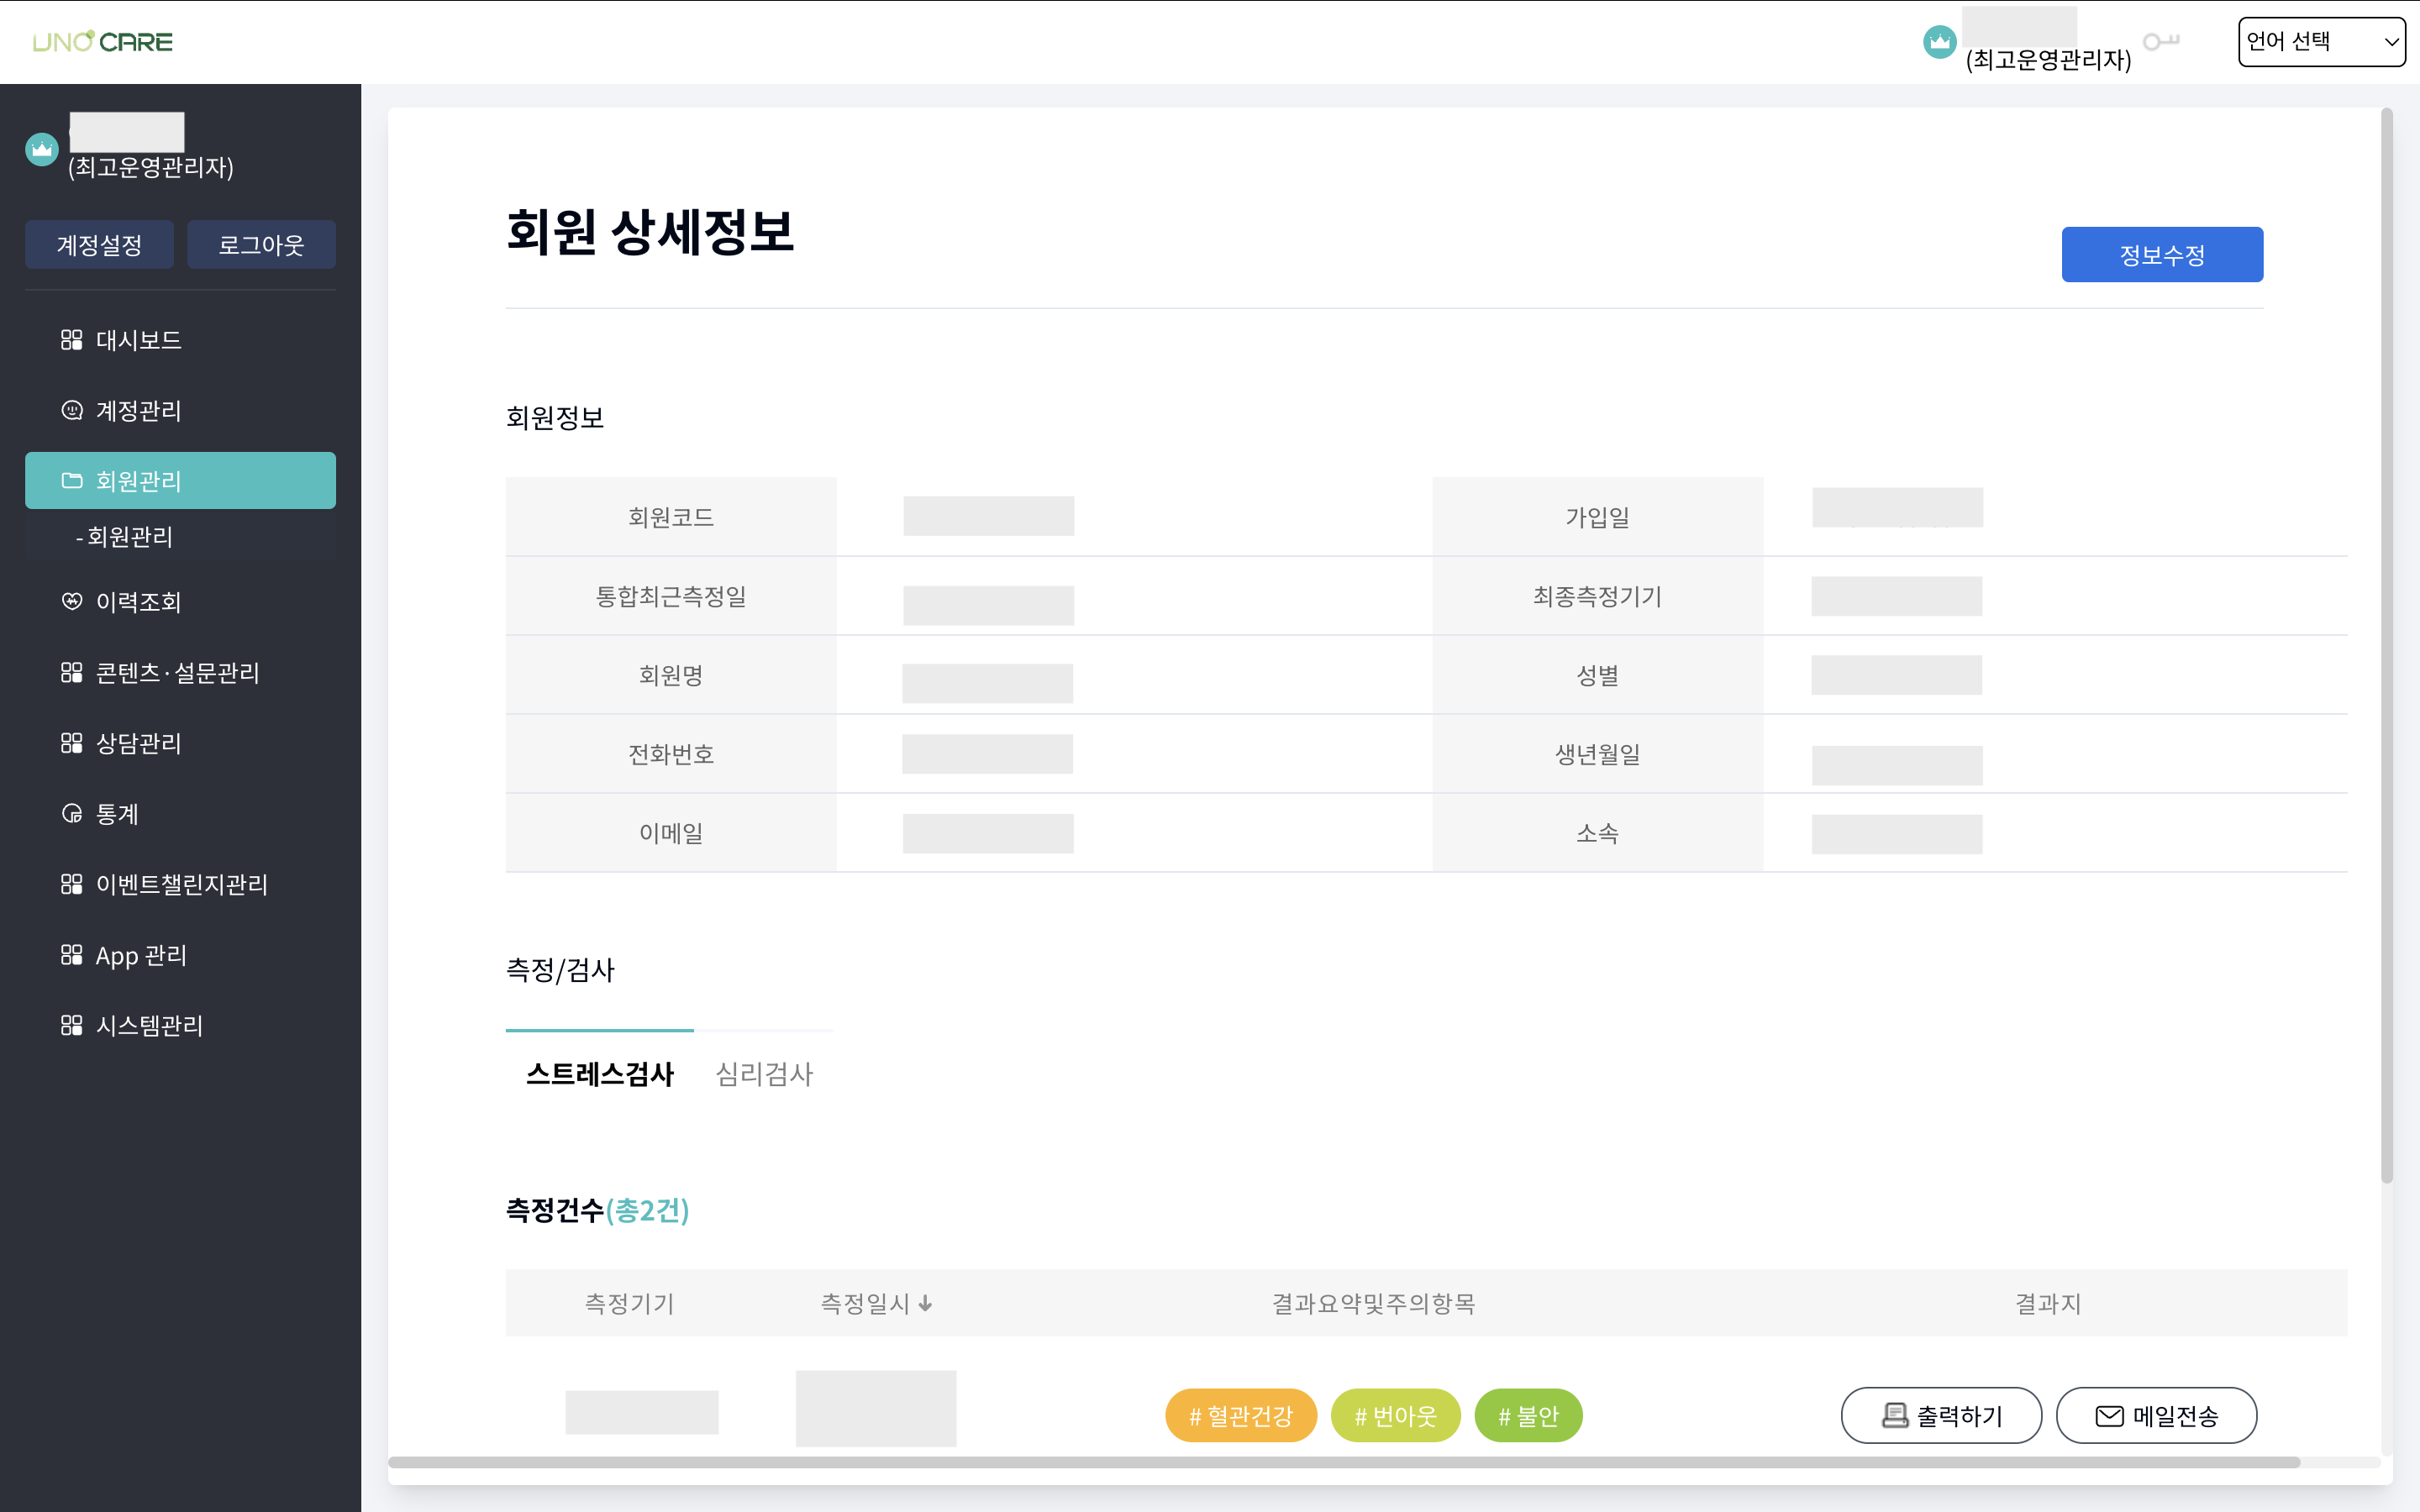 UNO CARE
(최고운영관리자)
언어 선택
(최고운영관리자)
계정설정
로그아웃
대시보드
계정관리
회원관리
- 회원관리
이력조회
콘텐츠·설문관리
상담관리
통계
이벤트챌린지관리
App 관리
시스템관리
회원 상세정보
정보수정
회원정보
회원코드
가입일
통합최근측정일
최종측정기기
회원명
성별
전화번호
생년월일
이메일
소속
측정/검사
스트레스검사
심리검사
측정건수(총2건)
측정기기
측정일시
결과요약및주의항목
결과지
# 혈관건강
# 번아웃
# 불안
출력하기
메일전송